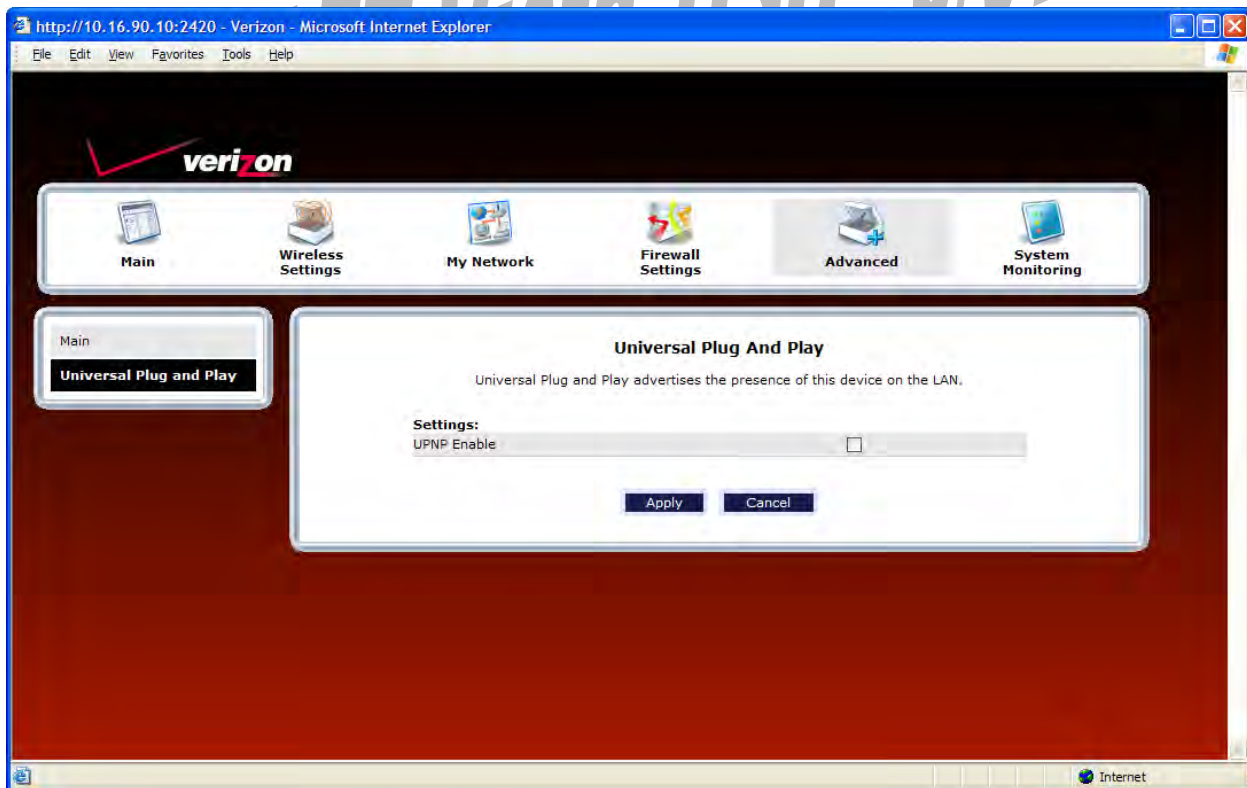 http://10.16.90.10:2420 - Verizon - Microsoft Internet Explorer
File Edit View Favorites Tools Help
verizon
Main
Wireless
Settings
My Network
Firewall
Settings
Advanced
System
Monitoring
Main
Universal Plug and Play
Universal Plug And Play
Universal Plug and Play advertises the presence of this device on the LAN.
Settings:
UPNP Enable
Apply Cancel
Internet